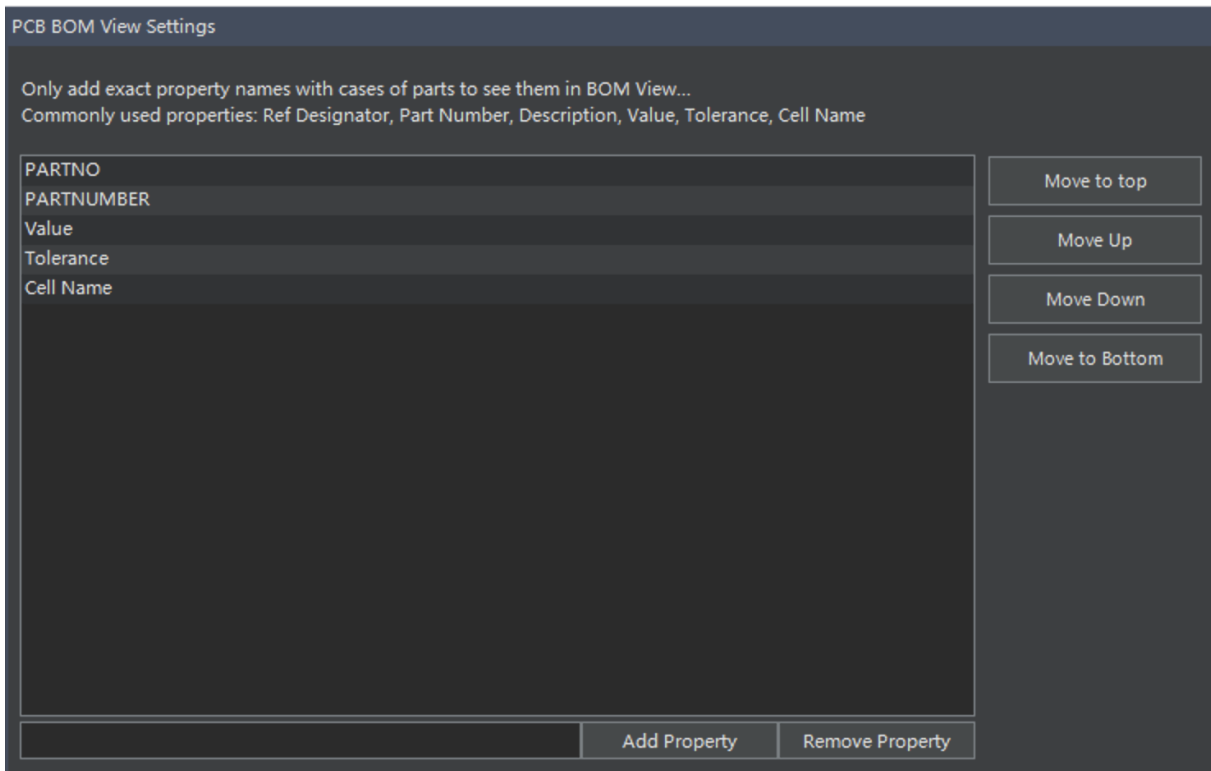 PCB BOM View Settings
Only add exact property names with cases of parts to see them in BOM View...
Commonly used properties: Ref Designator, Part Number, Description, Value, Tolerance, Cell Name
PARTNO
PARTNUMBER
Value
Tolerance
Cell Name
Move to top
Move Up
Move Down
Move to Bottom
Add Property
Remove Property